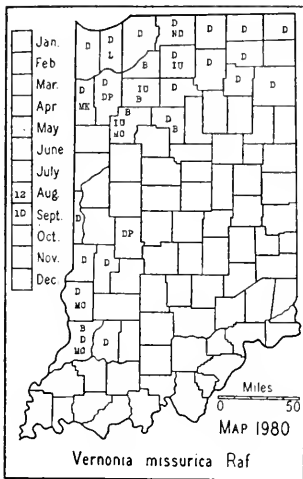 Jan.
Feb
Mar.
Apr
May
June
July
12 Aug.
10 Sept.
Oct.
Nov.
Dec.
D D D D D D D
L ND
B D D
IU
D D IU D D D
MK DP B
B D
IU B
MO
D DP
D D
D
MO
B D
D
MO
Miles
0 50
MAP 1980
Vernonia missurica Raf